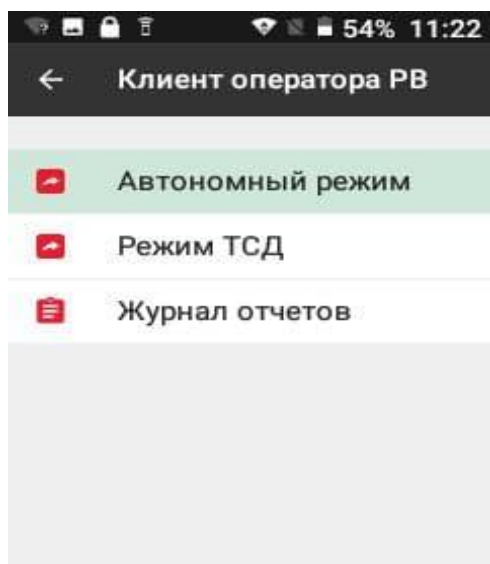 54% 11:22
Клиент оператора РВ
Автономный режим
Режим ТСД
Журнал отчетов